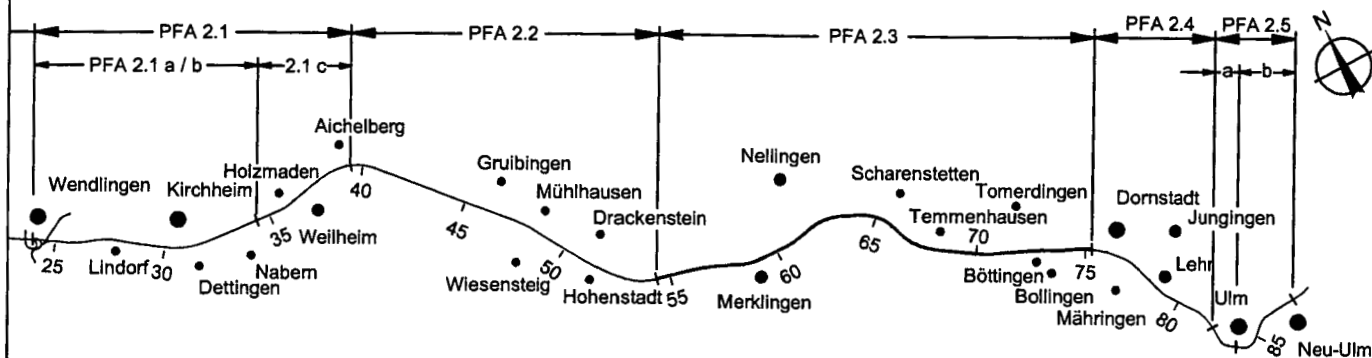 PFA 2.1
PFA 2.2
PFA 2.3
PFA 2.4
PFA 2.5
N
PFA 2.1 a / b
2.1 c
a
b
Aichelberg
Wendlingen
Kirchheim
Holzmaden
Weilheim
Lindorf
Dettingen
Nabern
Gruibingen
Mühlhausen
Drackenstein
Wiesensteig
Hohenstadt
Nellingen
Merklingen
Scharenstetten
Temmenhausen
Tomerdingen
Böttingen
Bollingen
Mähringen
Dornstadt
Jungingen
Lehr
Ulm
Neu-Ulm
25
30
35
40
45
50
55
60
65
70
75
80
85